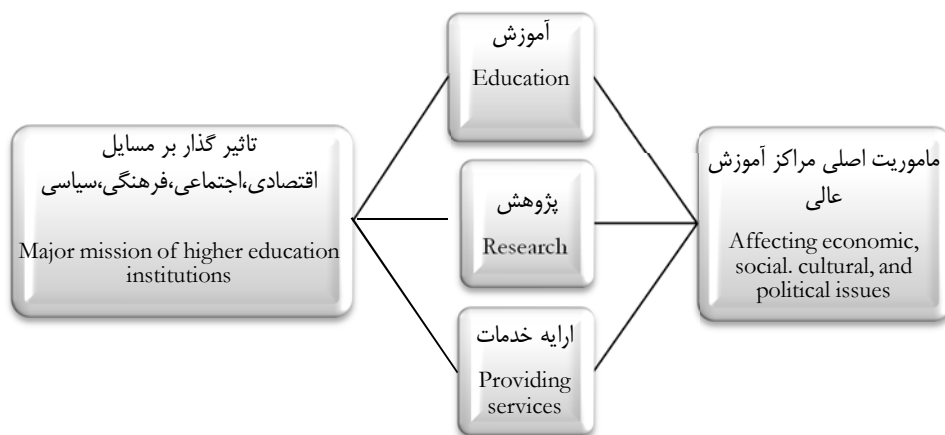 آموزش
Education
تاثیر گذار بر مسایل
اقتصادی،اجتماعی،فرهنگی،سیاسی
Major mission of higher education
institutions
پژوهش
Research
ماموریت اصلی مراکز آموزش
عالی
Affecting economic,
social. cultural, and
political issues
ارایه خدمات
Providing
services